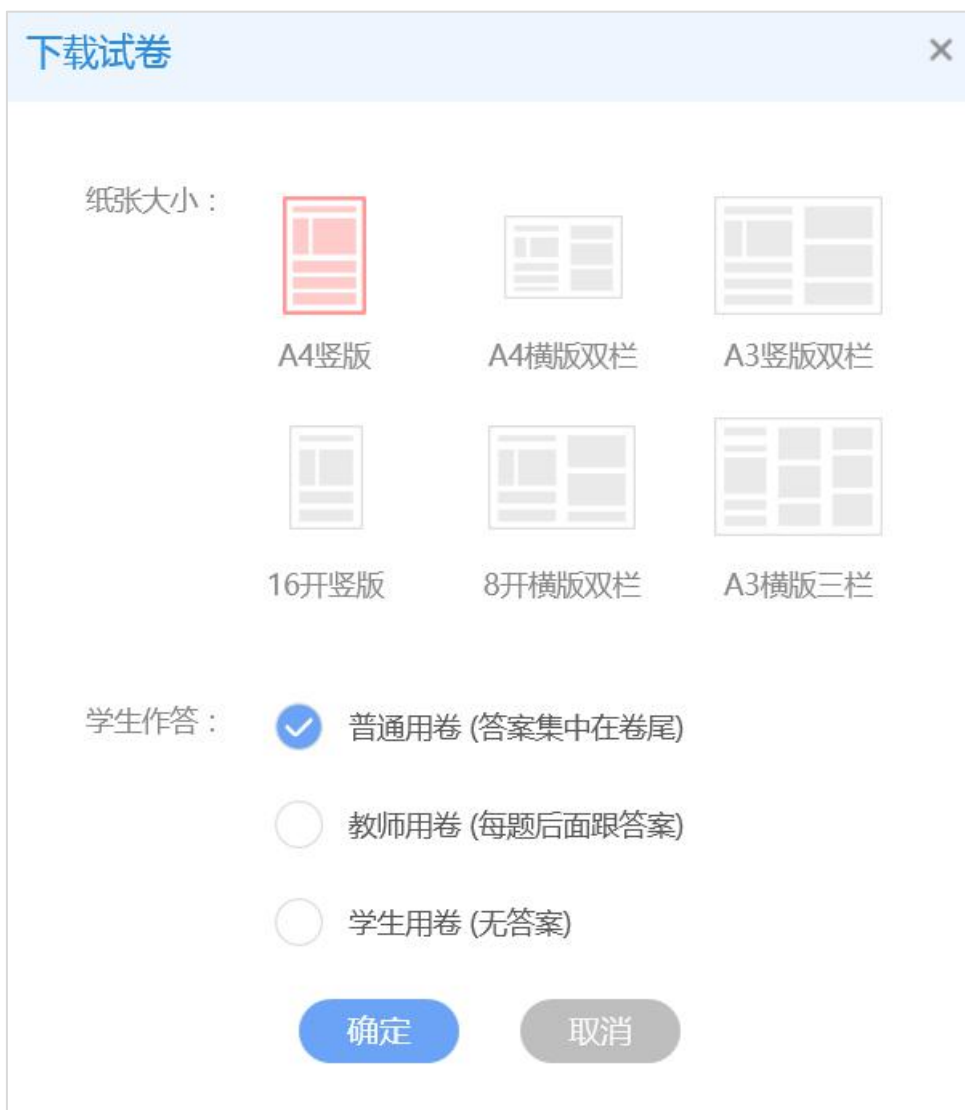 下载试卷
纸张大小：
A4竖版 A4横版双栏 A3竖版双栏
16开竖版 8开横版双栏 A3横版三栏
学生作答：
普通用卷 (答案集中在卷尾)
教师用卷 (每题后面跟答案)
学生用卷 (无答案)
确定 取消